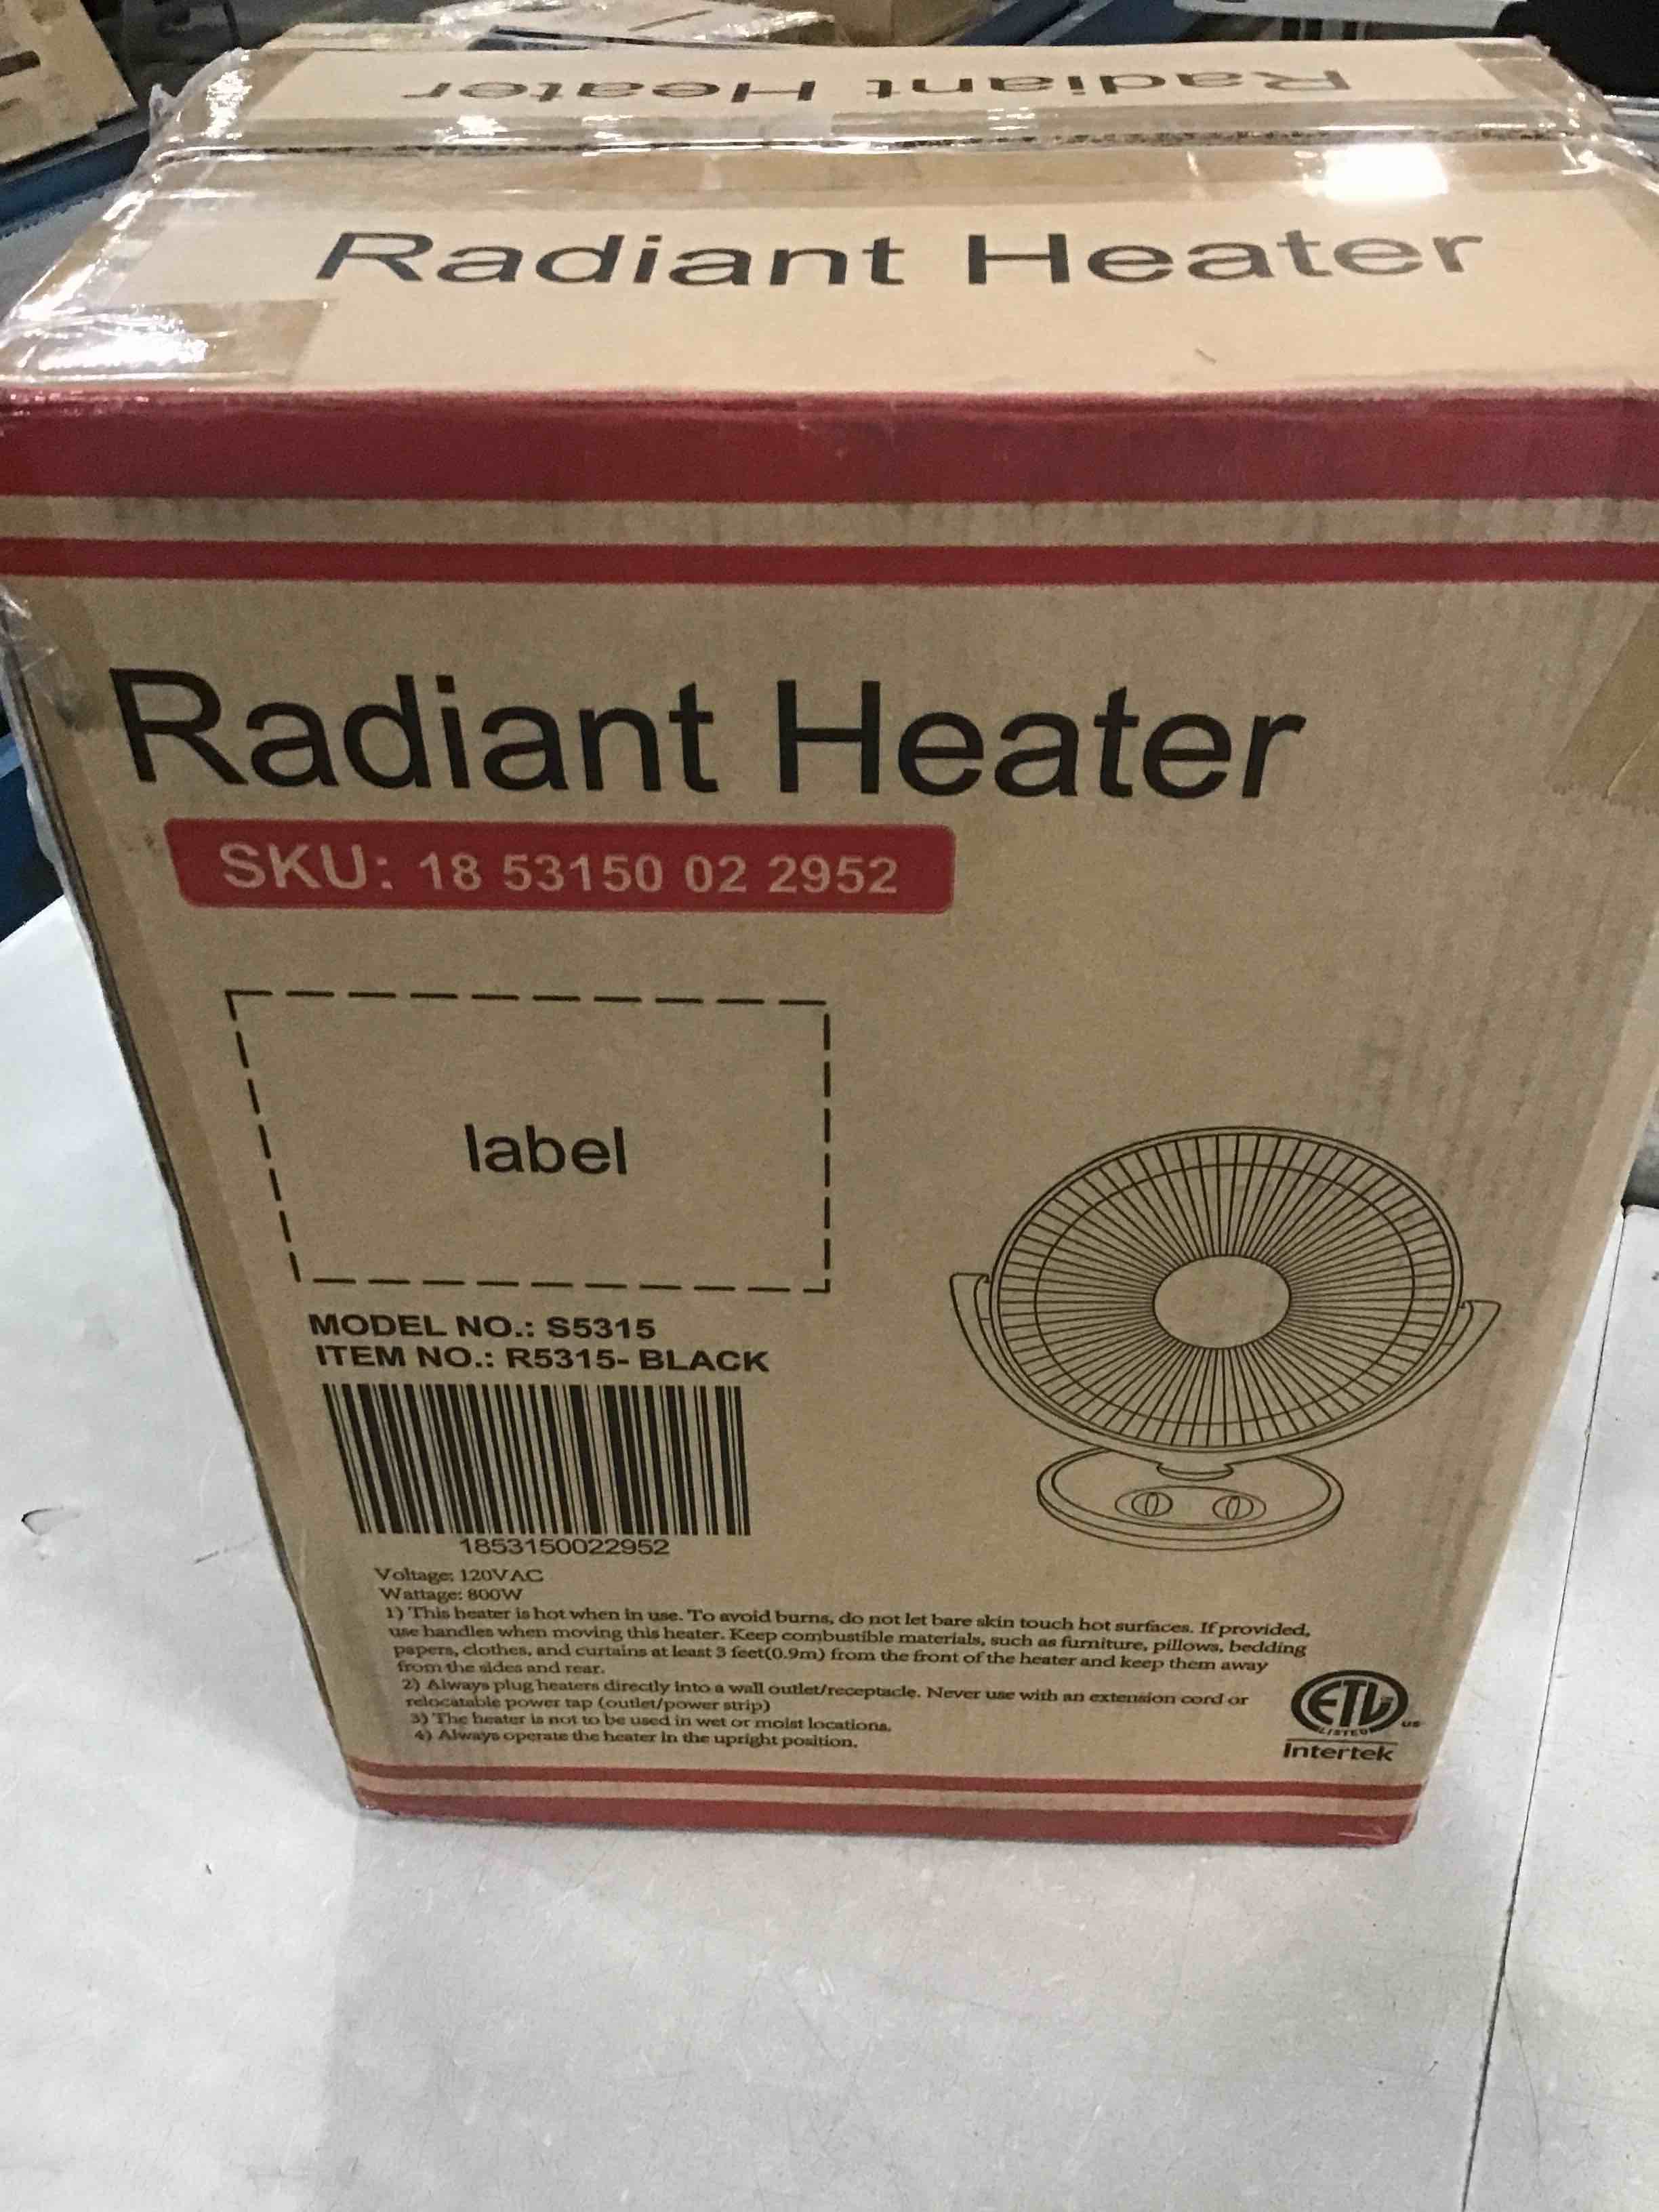 Radiant Heater
Radiant Heater
Radiant Heater
SKU: 18 53150 02 2952
label
MODEL NO.: S5315
ITEM NO.: R5315- BLACK
1853150022952
Voltage: 120VAC
Wattage: 800W
1) This heater is hot when in use. To avoid burns, do not let bare skin touch hot surfaces. If provided,
use handles when moving this heater. Keep combustible materials, such as furniture, pillows, bedding
papers, clothes, and curtains at least 3 feet(0.9m) from the front of the heater and keep them away
from the sides and rear.
2) Always plug heaters directly into a wall outlet/receptacle. Never use with an extension cord or
relocatable power tap (outlet/power strip)
3) The heater is not to be used in wet or moist locations.
4) Always operate the heater in the upright position.
ETL
LISTED
US
Intertek